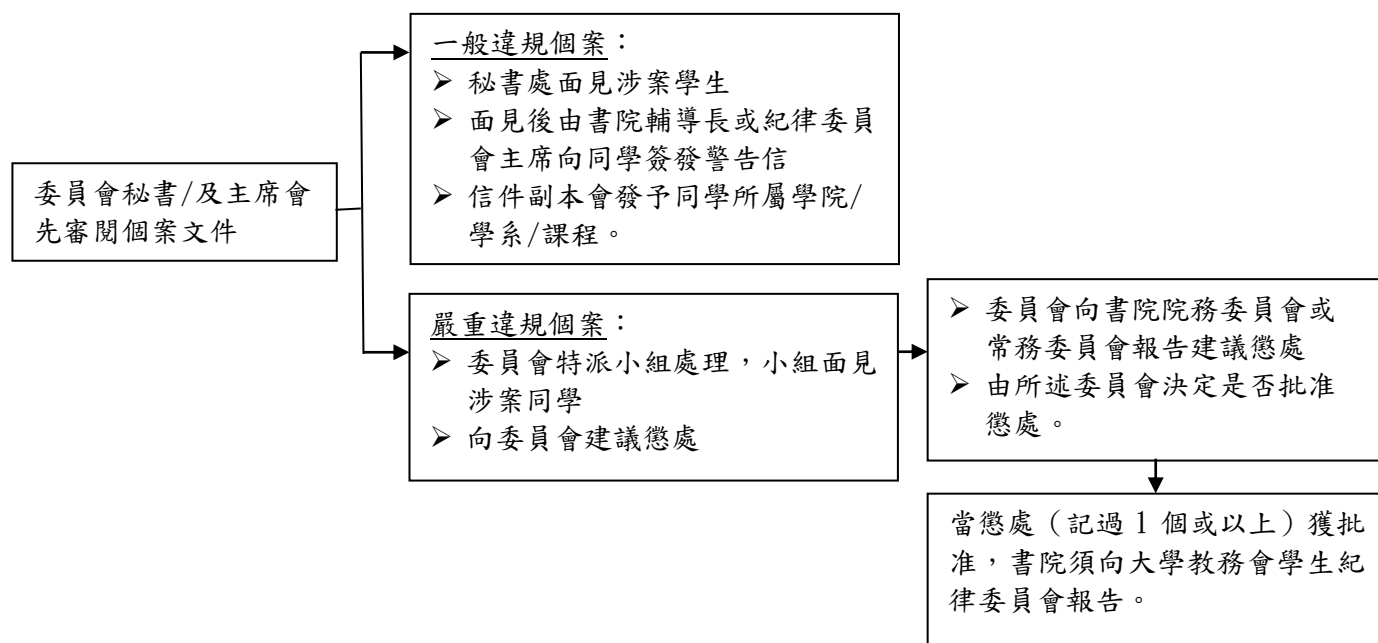 委員會秘書/及主席會
先審閱個案文件
一般違規個案：
➢ 秘書處面見涉案學生
➢ 面見後由書院輔導長或紀律委員
會主席向同學簽發警告信
➢ 信件副本會發予同學所屬學院/
學系/課程。
嚴重違規個案：
➢ 委員會特派小組處理，小組面見
涉案同學
➢ 向委員會建議懲處
➢ 委員會向書院院務委員會或
常務委員會報告建議懲處
➢ 由所述委員會決定是否批准
懲處。
當懲處（記過 1 個或以上）獲批
准，書院須向大學教務會學生紀
律委員會報告。